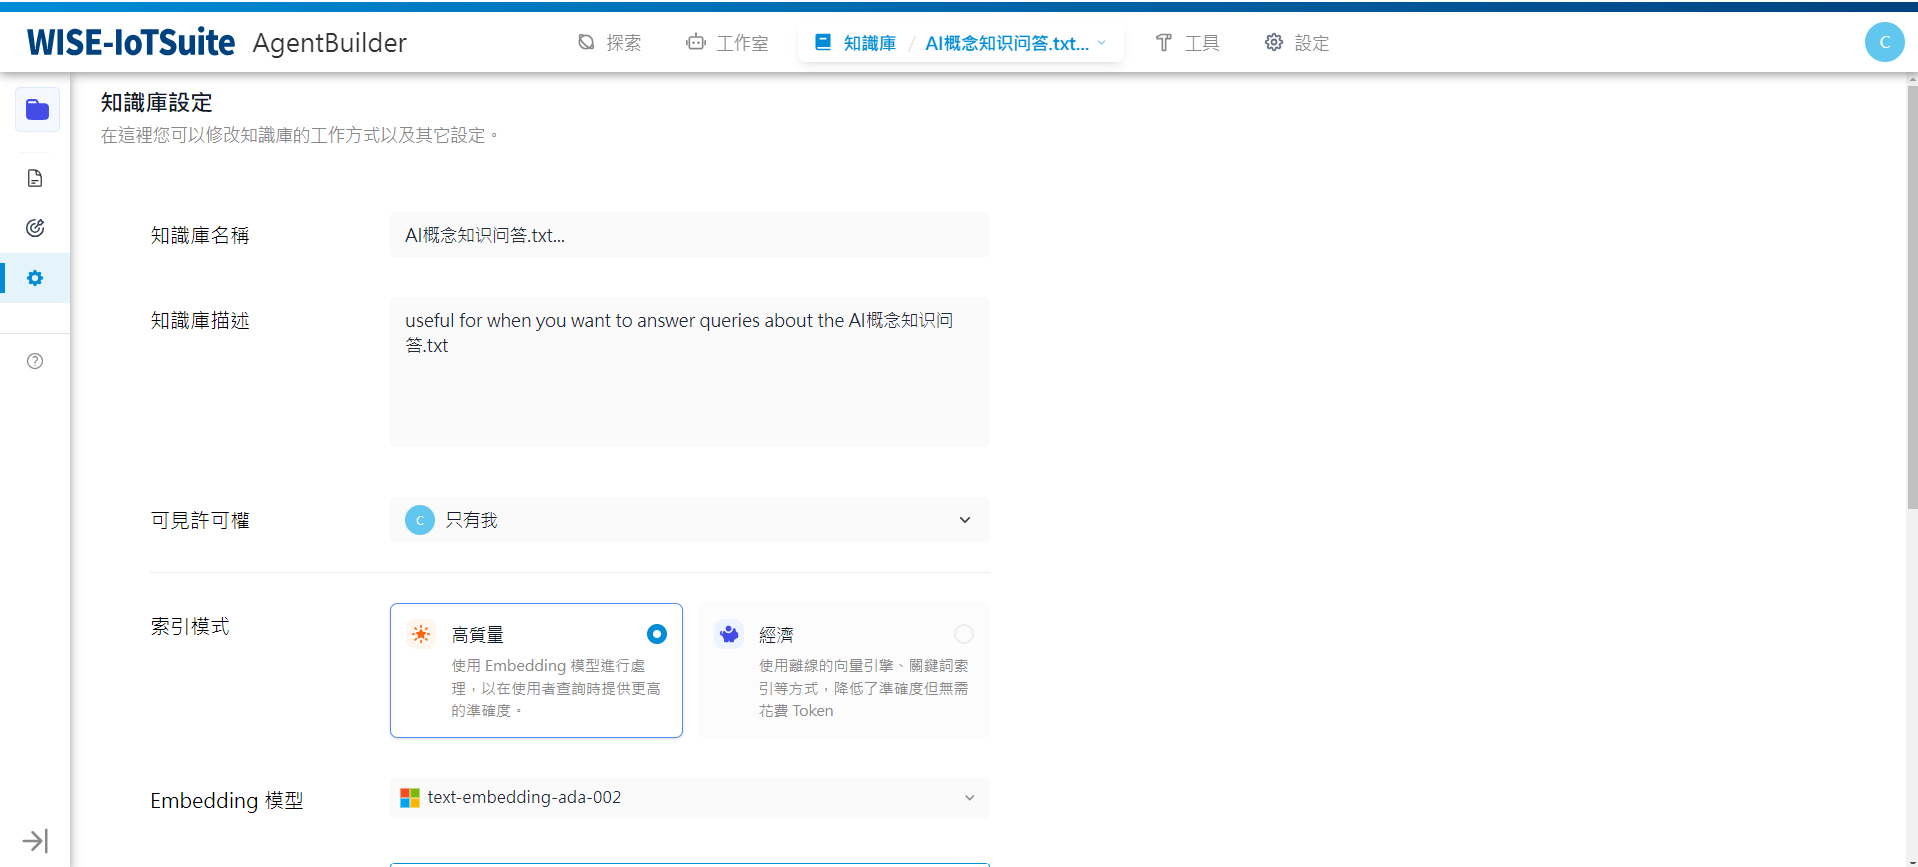 WISE-IoTSuite AgentBuilder 探索 工作室 知識庫 / AI概念知识问答.txt... 工具 設定 C
知識庫設定
在這裡您可以修改知識庫的工作方式以及其它設定。
知識庫名稱 AI概念知识问答.txt...
知識庫描述 useful for when you want to answer queries about the AI概念知识问
答.txt
可見許可權 C 只有我
索引模式
高質量
使用 Embedding 模型進行處
理，以在使用者查詢時提供更高
的準確度。
經濟
使用離線的向量引擎、關鍵詞索
引等方式，降低了準確度但無需
花費 Token
Embedding 模型 text-embedding-ada-002